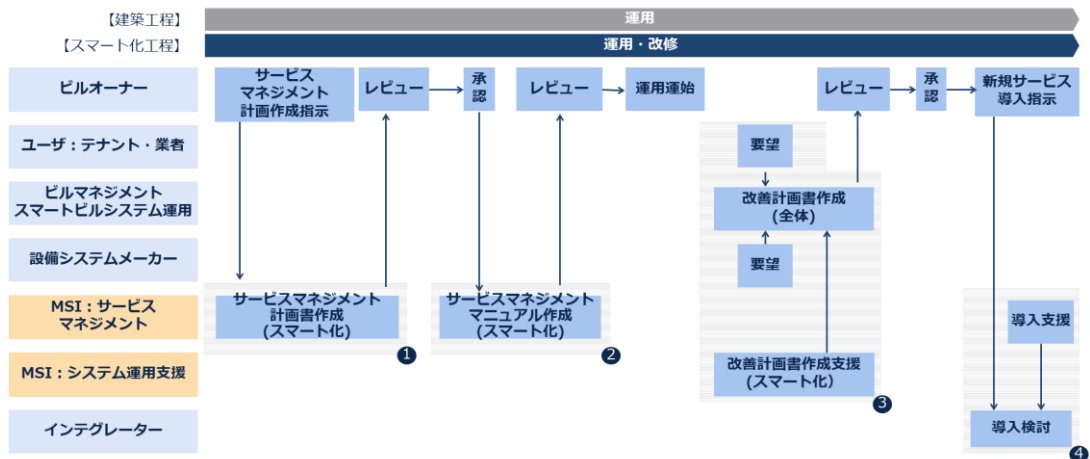 【建築工程】
運用
【スマート化工程】
運用・改修
ビルオーナー
サービス
マネジメント
計画作成指示
レビュー
承
認
レビュー
運用運始
レビュー
承
認
新規サービス
導入指示
ユーザ：テナント・業者
要望
ビルマネジメント
スマートビルシステム運用
改善計画書作成
(全体)
設備システムメーカー
要望
MSI：サービス
マネジメント
サービスマネジメント
計画書作成
(スマート化)
❶
サービスマネジメント
マニュアル作成
(スマート化)
❷
導入支援
MSI：システム運用支援
改善計画書作成支援
(スマート化)
❸
インテグレーター
導入検討
❹